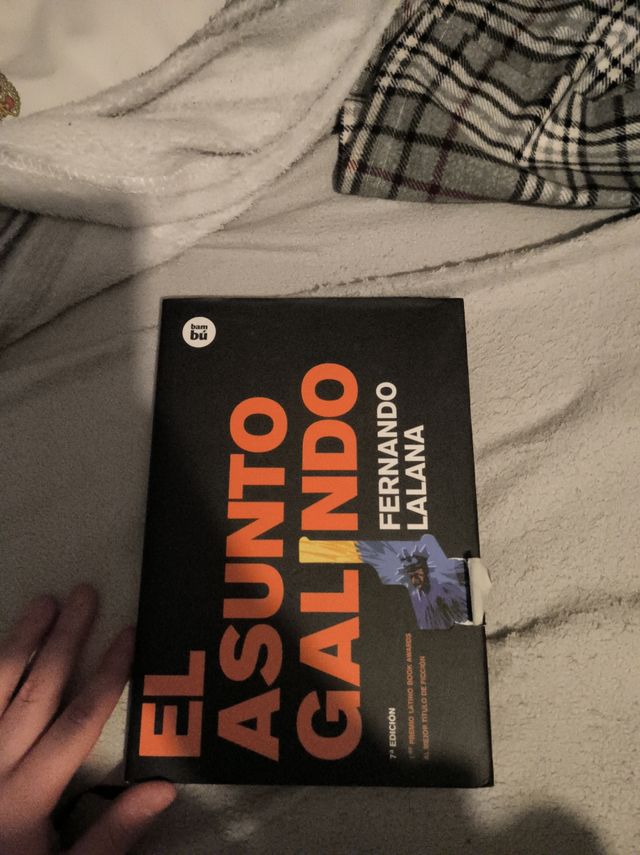 bam
bú
EL
ASUNTO
GALINDO
FERNANDO
LALANA
7ª EDICIÓN
1er PREMIO LATINO BOOK AWARDS
AL MEJOR TÍTULO DE FICCIÓN